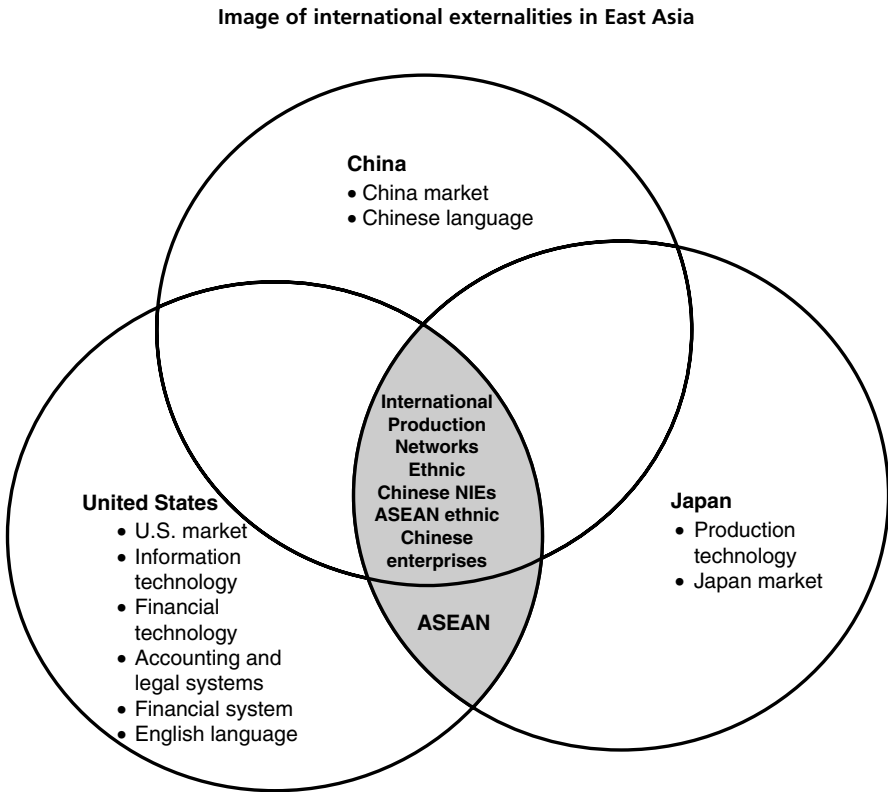 Image of international externalities in East Asia
China
• China market
• Chinese language
International
Production
Networks
Ethnic
Chinese NIEs
ASEAN ethnic
Chinese
enterprises
ASEAN
United States
• U.S. market
• Information
technology
• Financial
technology
• Accounting and
legal systems
• Financial system
• English language
Japan
• Production
technology
• Japan market